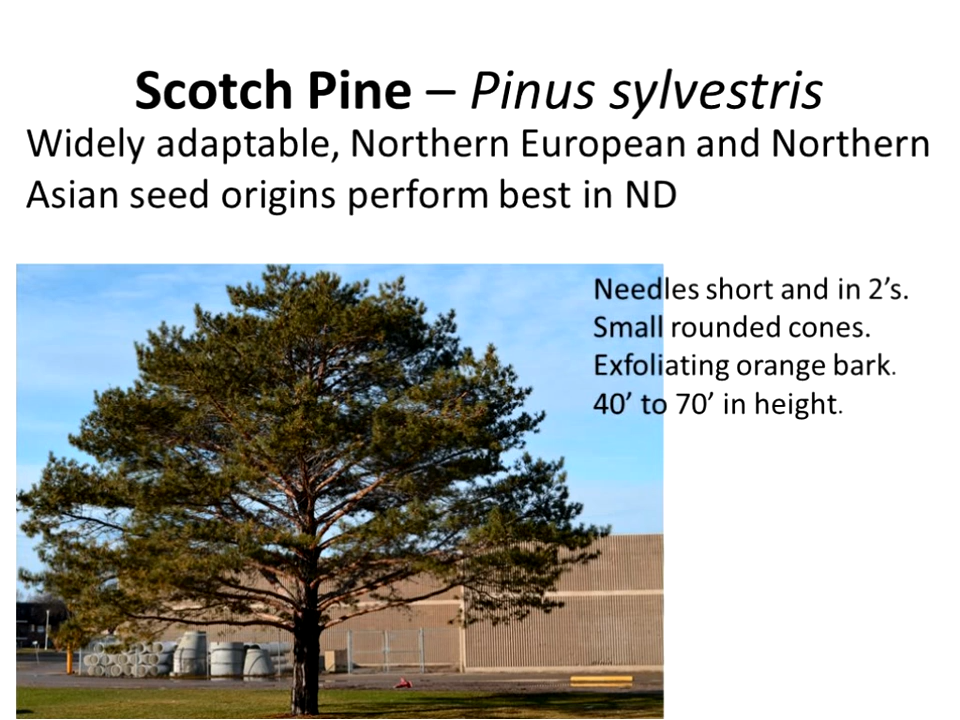 Scotch Pine – Pinus sylvestris
Widely adaptable, Northern European and Northern
Asian seed origins perform best in ND
Needles short and in 2’s.
Small rounded cones.
Exfoliating orange bark.
40’ to 70’ in height.